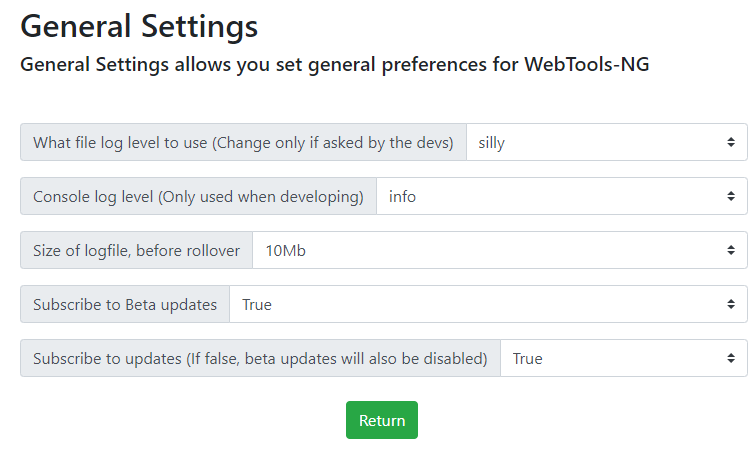 General Settings
General Settings allows you set general preferences for WebTools-NG
What file log level to use (Change only if asked by the devs) silly
Console log level (Only used when developing) info
Size of logfile, before rollover 10Mb
Subscribe to Beta updates True
Subscribe to updates (If false, beta updates will also be disabled) True
Return